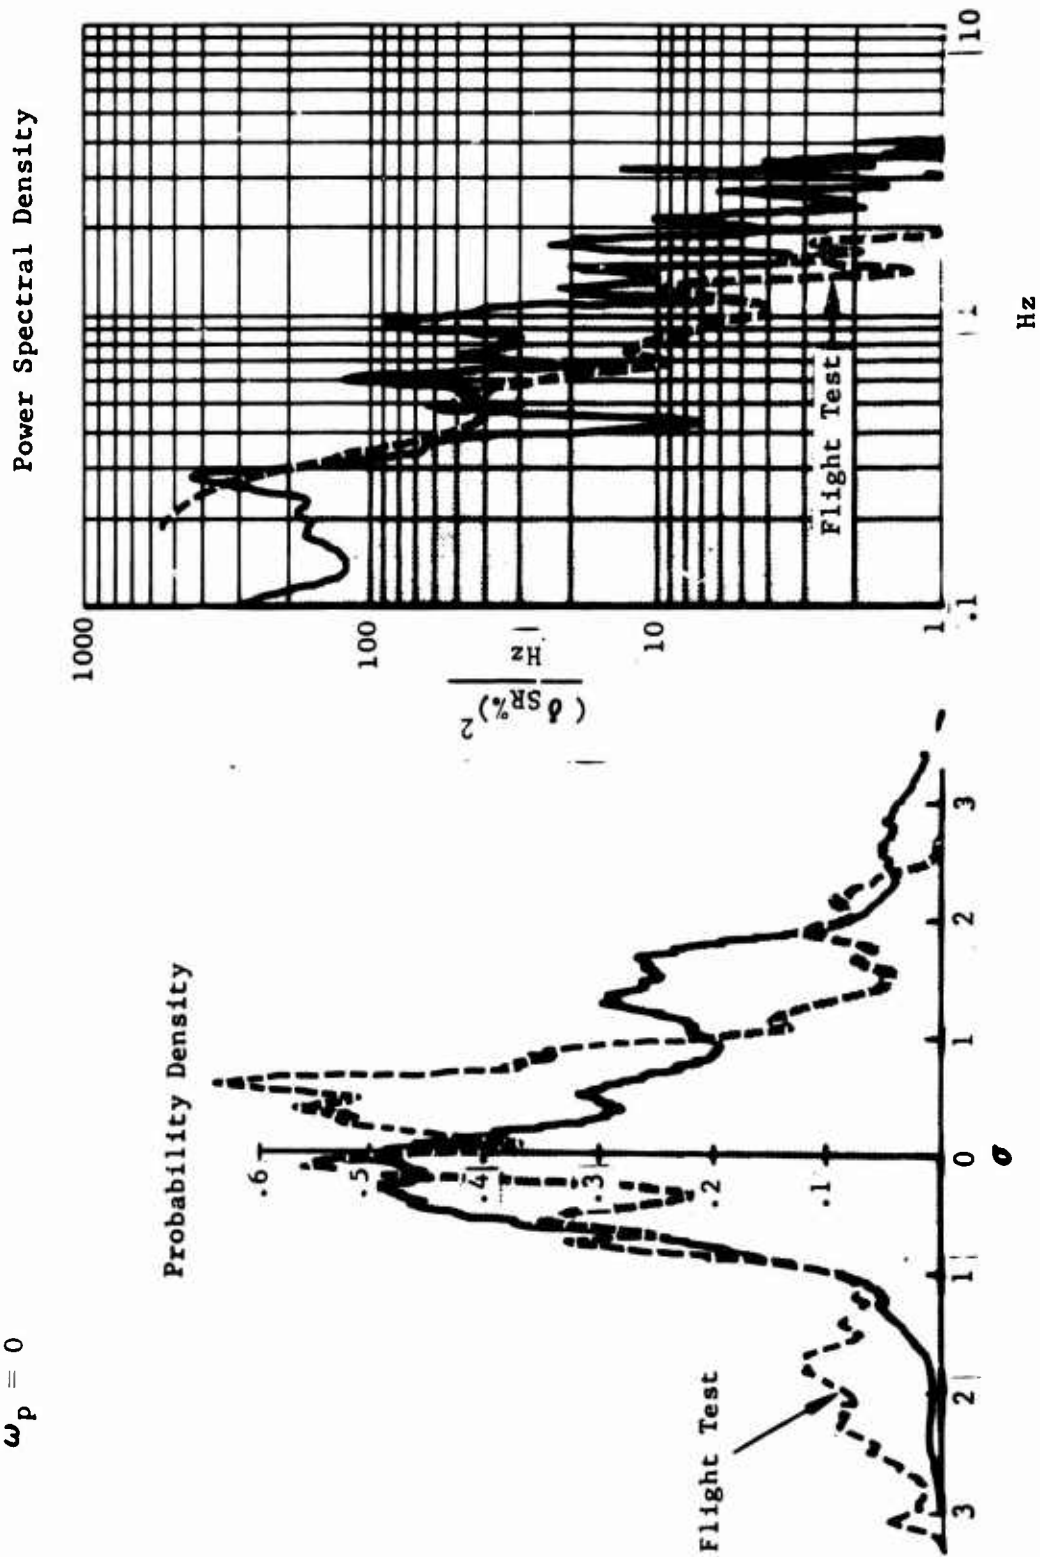 ω_p = 0
Probability Density
.6
.5
.4
.3
.2
.1
3
2
1
0
1
2
3
σ
Flight Test
Power Spectral Density
1000
100
10
1
(δ_SR%)²
Hz
.1
1
10
Hz
Flight Test